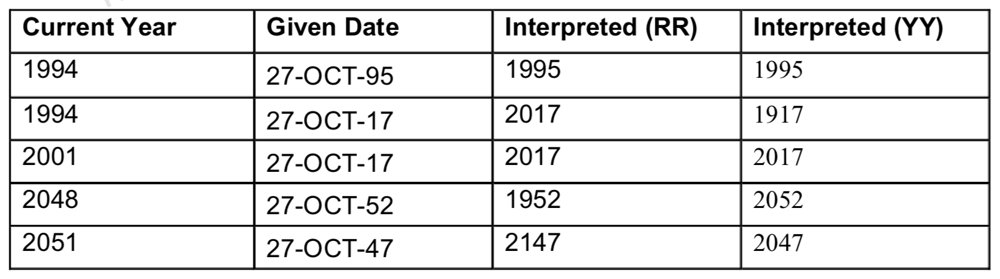 Current Year Given Date Interpreted (RR) Interpreted (YY)
1994 27-OCT-95 1995 1995
1994 27-OCT-17 2017 1917
2001 27-OCT-17 2017 2017
2048 27-OCT-52 1952 2052
2051 27-OCT-47 2147 2047